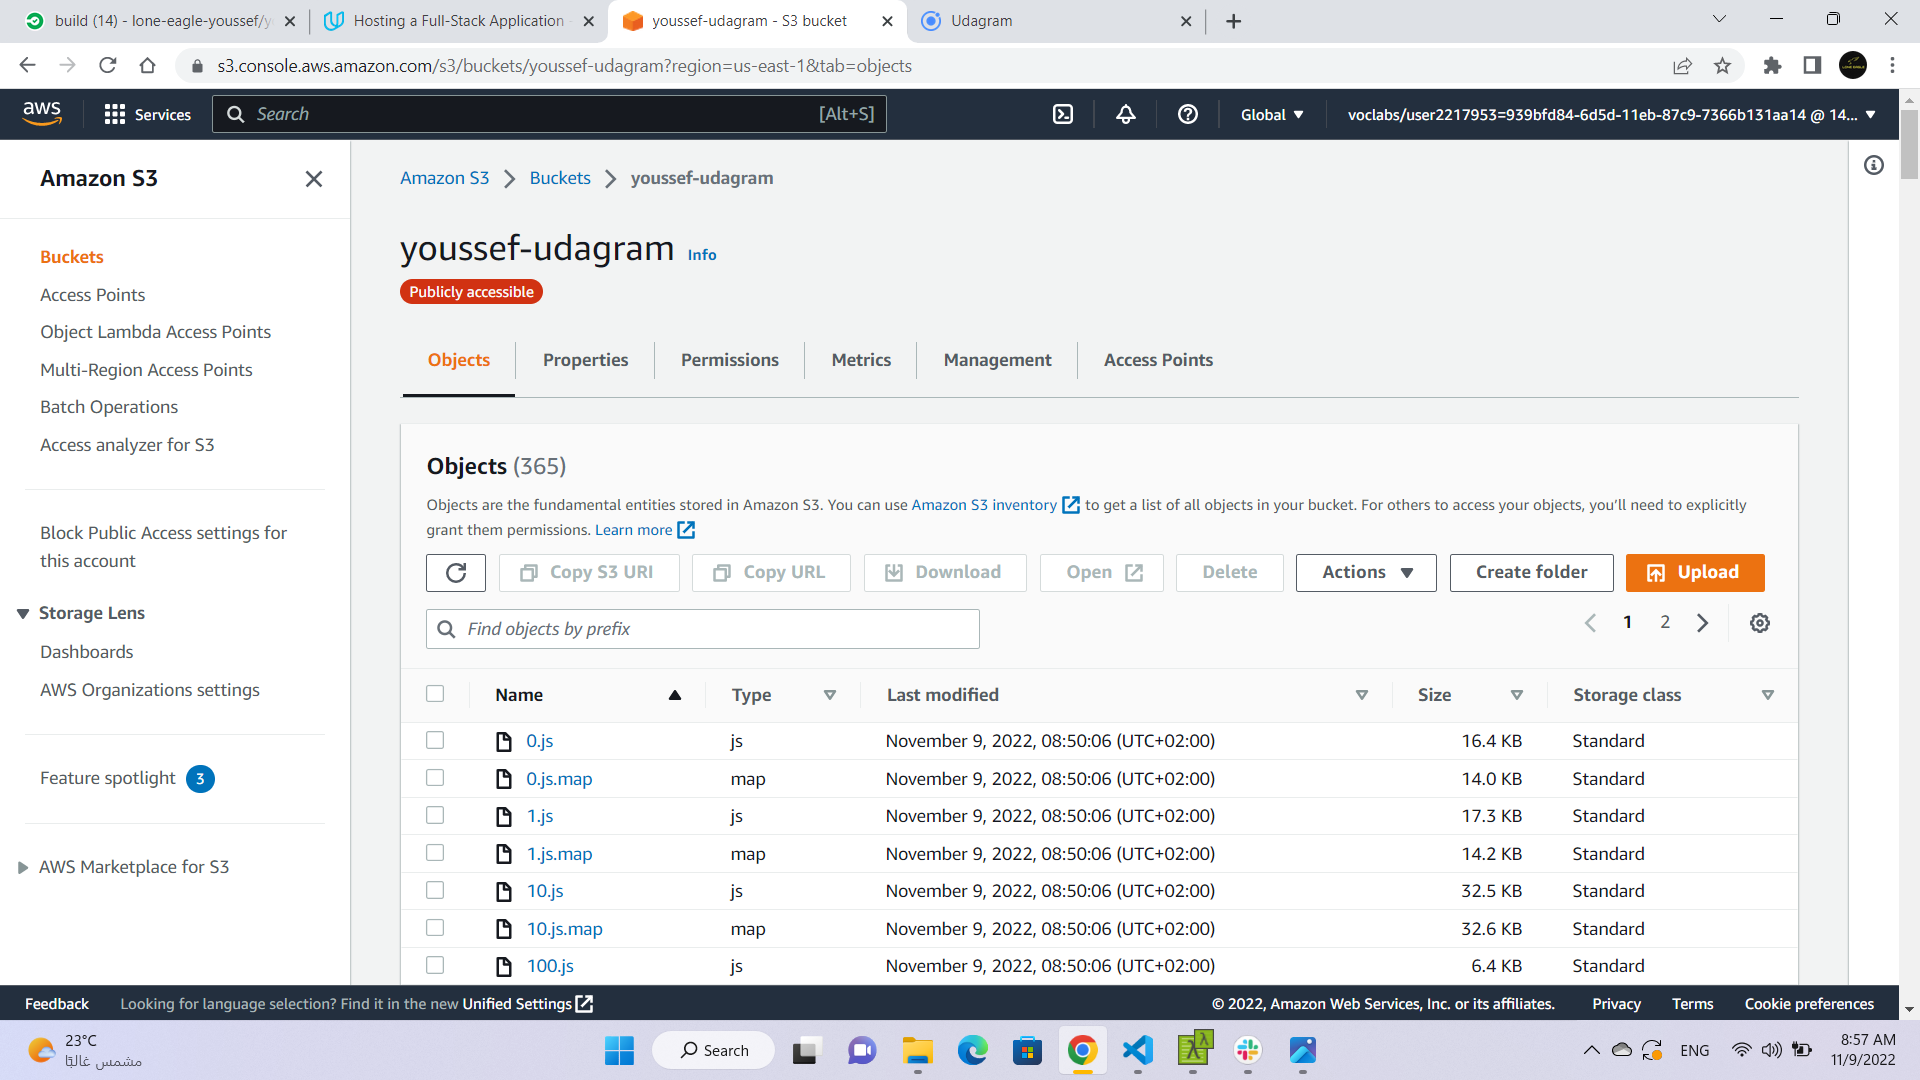 build (14) - lone-eagle-youssef/y
Hosting a Full-Stack Application
youssef-udagram - S3 bucket
Udagram
s3.console.aws.amazon.com/s3/buckets/youssef-udagram?region=us-east-1&tab=objects
aws
Services
Search
[Alt+S]
Global
voclabs/user2217953=939bfd84-6d5d-11eb-87c9-7366b131aa14 @ 14...
Amazon S3
Buckets
Access Points
Object Lambda Access Points
Multi-Region Access Points
Batch Operations
Access analyzer for S3
Block Public Access settings for
this account
Storage Lens
Dashboards
AWS Organizations settings
Feature spotlight 3
AWS Marketplace for S3
Amazon S3 Buckets youssef-udagram
youssef-udagram Info
Publicly accessible
Objects Properties Permissions Metrics Management Access Points
Objects (365)
Objects are the fundamental entities stored in Amazon S3. You can use Amazon S3 inventory to get a list of all objects in your bucket. For others to access your objects, you'll need to explicitly
grant them permissions. Learn more
Copy S3 URI Copy URL Download Open Delete Actions Create folder Upload
Find objects by prefix
1 2
Name Type Last modified Size Storage class
0.js js November 9, 2022, 08:50:06 (UTC+02:00) 16.4 KB Standard
0.js.map map November 9, 2022, 08:50:06 (UTC+02:00) 14.0 KB Standard
1.js js November 9, 2022, 08:50:06 (UTC+02:00) 17.3 KB Standard
1.js.map map November 9, 2022, 08:50:06 (UTC+02:00) 14.2 KB Standard
10.js js November 9, 2022, 08:50:06 (UTC+02:00) 32.5 KB Standard
10.js.map map November 9, 2022, 08:50:06 (UTC+02:00) 32.6 KB Standard
100.js js November 9, 2022, 08:50:06 (UTC+02:00) 6.4 KB Standard
Feedback Looking for language selection? Find it in the new Unified Settings
© 2022, Amazon Web Services, Inc. or its affiliates. Privacy Terms Cookie preferences
23°C
مشمس غالبًا
Search
ENG
8:57 AM
11/9/2022